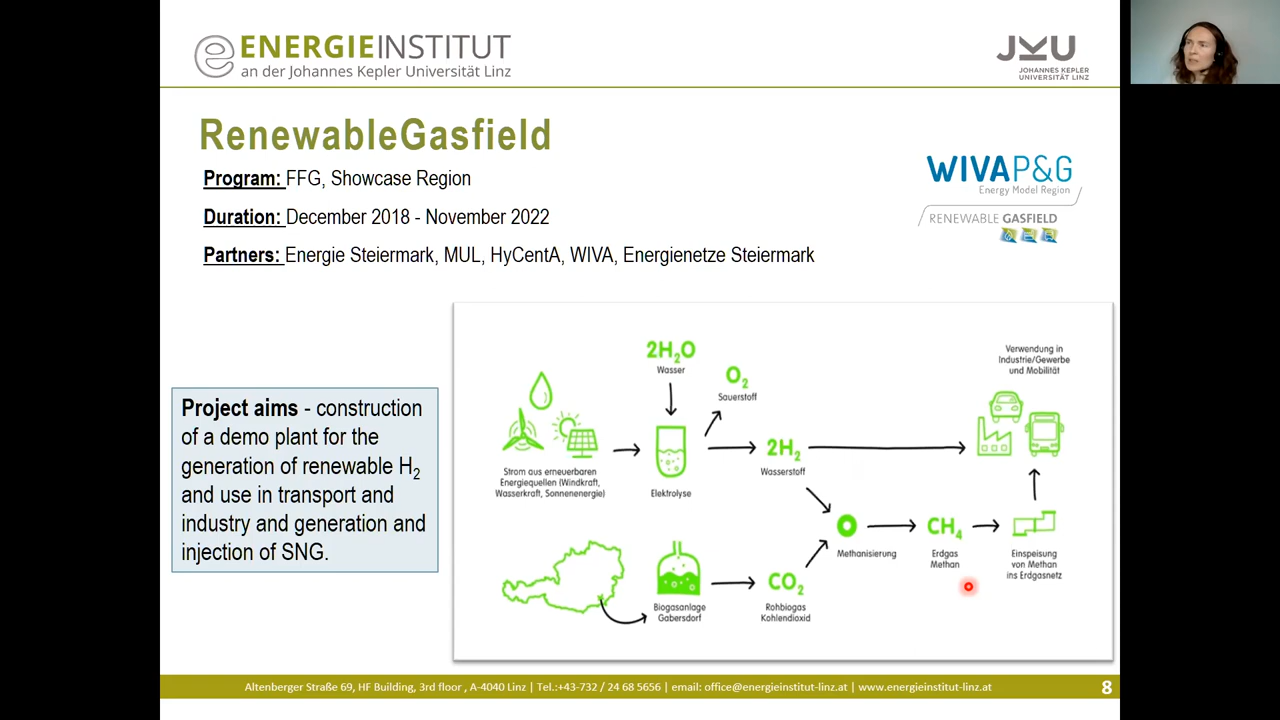 ENERGIEINSTITUT
an der Johannes Kepler Universität Linz
JKU
JOHANNES KEPLER
UNIVERSITÄT LINZ
RenewableGasfield
Program: FFG, Showcase Region
Duration: December 2018 - November 2022
Partners: Energie Steiermark, MUL, HyCentA, WIVA, Energienetze Steiermark
WIVAP&G
Energy Model Region
RENEWABLE GASFIELD
Project aims - construction
of a demo plant for the
generation of renewable H₂
and use in transport and
industry and generation and
injection of SNG.
2H₂O
Wasser
O₂
Sauerstoff
Verwendung in
Industrie/Gewerbe
und Mobilität
Strom aus erneuerbaren
Energiequellen (Windkraft,
Wasserkraft, Sonnenenergie)
Elektrolyse
2H₂
Wasserstoff
Methanisierung
CH₄
Erdgas
Methan
Einspeisung
von Methan
ins Erdgasnetz
Biogasanlage
Gabersdorf
CO₂
Rohbiogas
Kohlendioxid
Altenberger Straße 69, HF Building, 3rd floor , A-4040 Linz | Tel.:+43-732 / 24 68 5656 | email: office@energieinstitut-linz.at | www.energieinstitut-linz.at
8